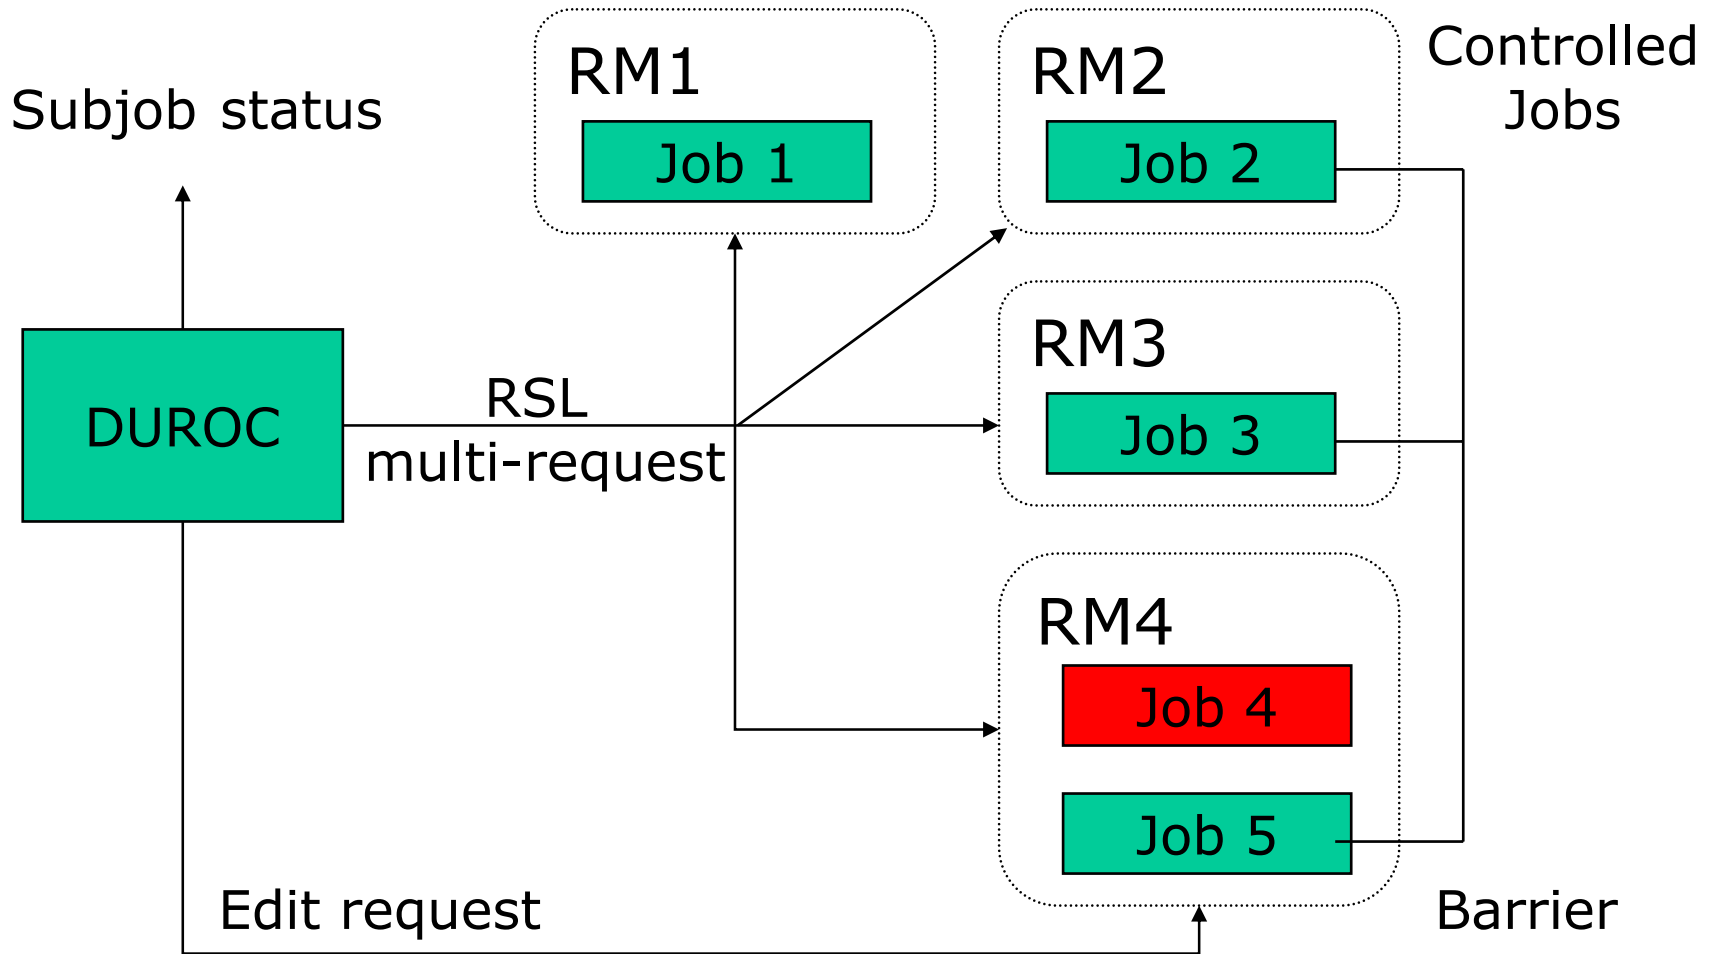 Subjob status
RM1
Job 1
RM2
Job 2
Controlled
Jobs
RM3
Job 3
DUROC
RSL
multi-request
RM4
Job 4
Job 5
Edit request
Barrier